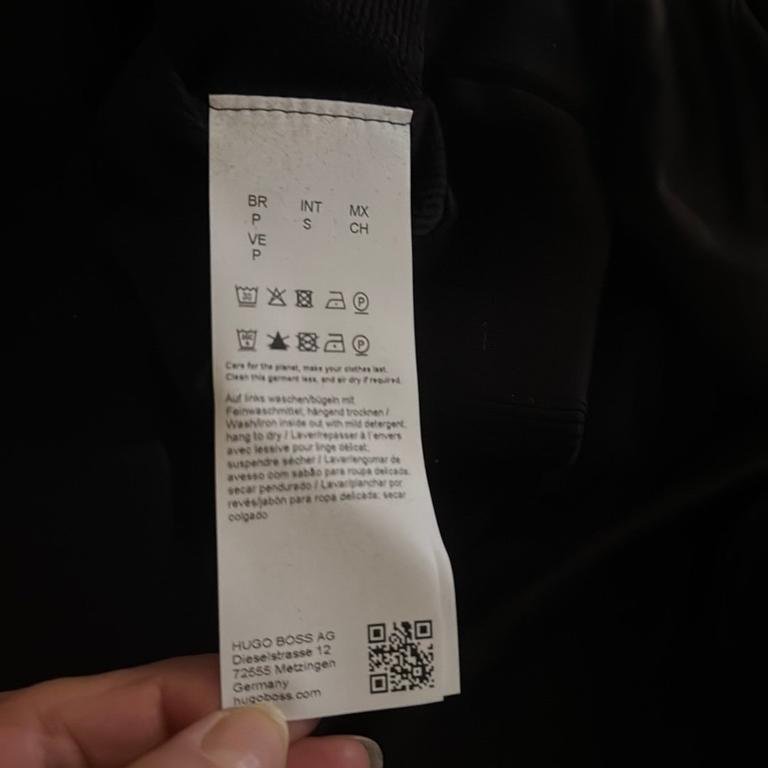 BR INT MX
P S CH
VE
P
30 P
P
Care for the planet, make your clothes last.
Clean this garment less, and air dry if required.
Auf links waschen/bügeln mit
Feinwaschmittel, hängend trocknen /
Wash/iron inside out with mild detergent,
hang to dry / Laver/repasser à l'envers
avec lessive pour linge délicat,
suspendre sécher / Lavar/engomar de
avesso com sabão para roupa delicada,
secar pendurado / Lavar/planchar por
revés/jabón para ropa delicada; secar
colgado
HUGO BOSS AG
Dieselstrasse 12
72555 Metzingen
Germany
hugoboss.com